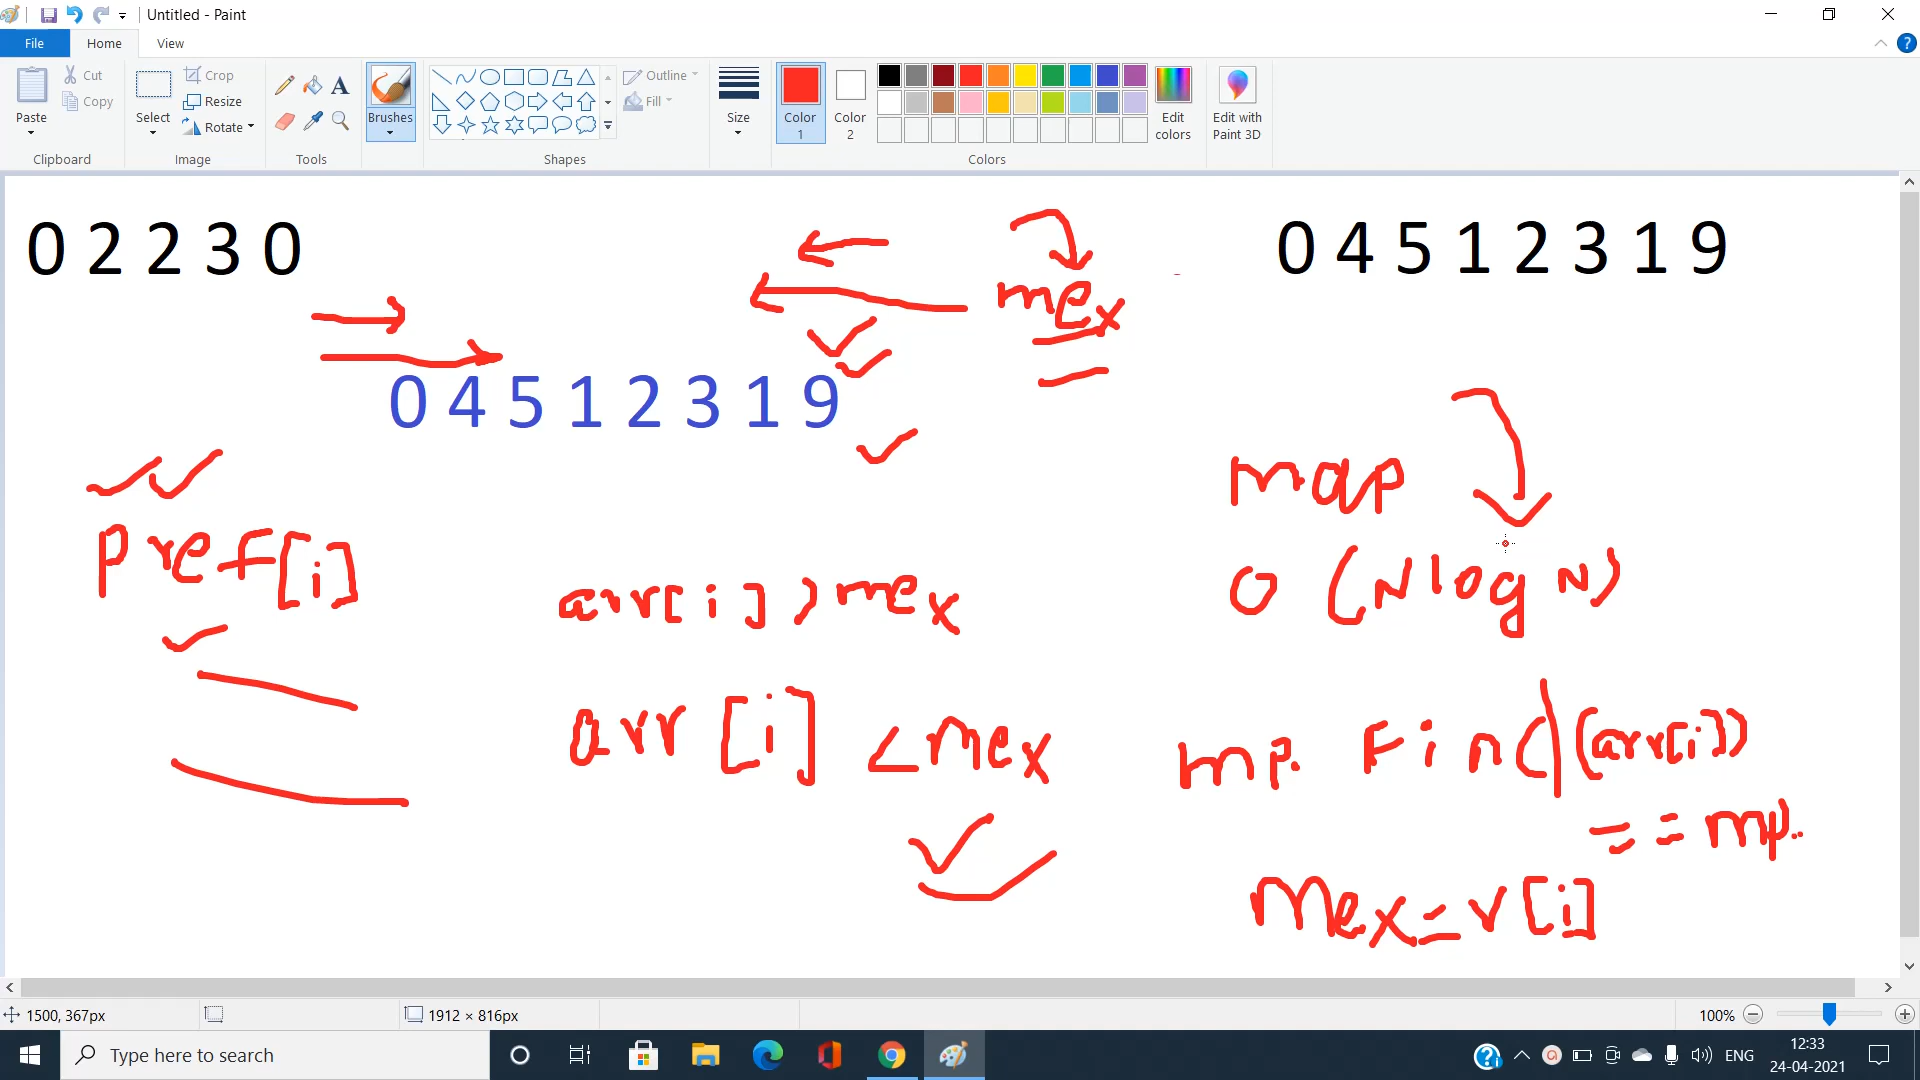 Untitled - Paint
File Home View
Paste
Cut
Copy
Clipboard
Select
Crop
Resize
Rotate
Image
A
Tools
Brushes
Shapes
Outline
Fill
Size
Color 1
Color 2
Colors
Edit colors
Edit with Paint 3D
0 2 2 3 0
mex
0 4 5 1 2 3 1 9
0 4 5 1 2 3 1 9
map
pref[i]
arr[i] > mex
O (N log N)
arr [i] < mex
mp. find (arr[i])
== mp.
Mex = v[i]
1500, 367px
1912 × 816px
100%
Type here to search
ENG
12:33
24-04-2021